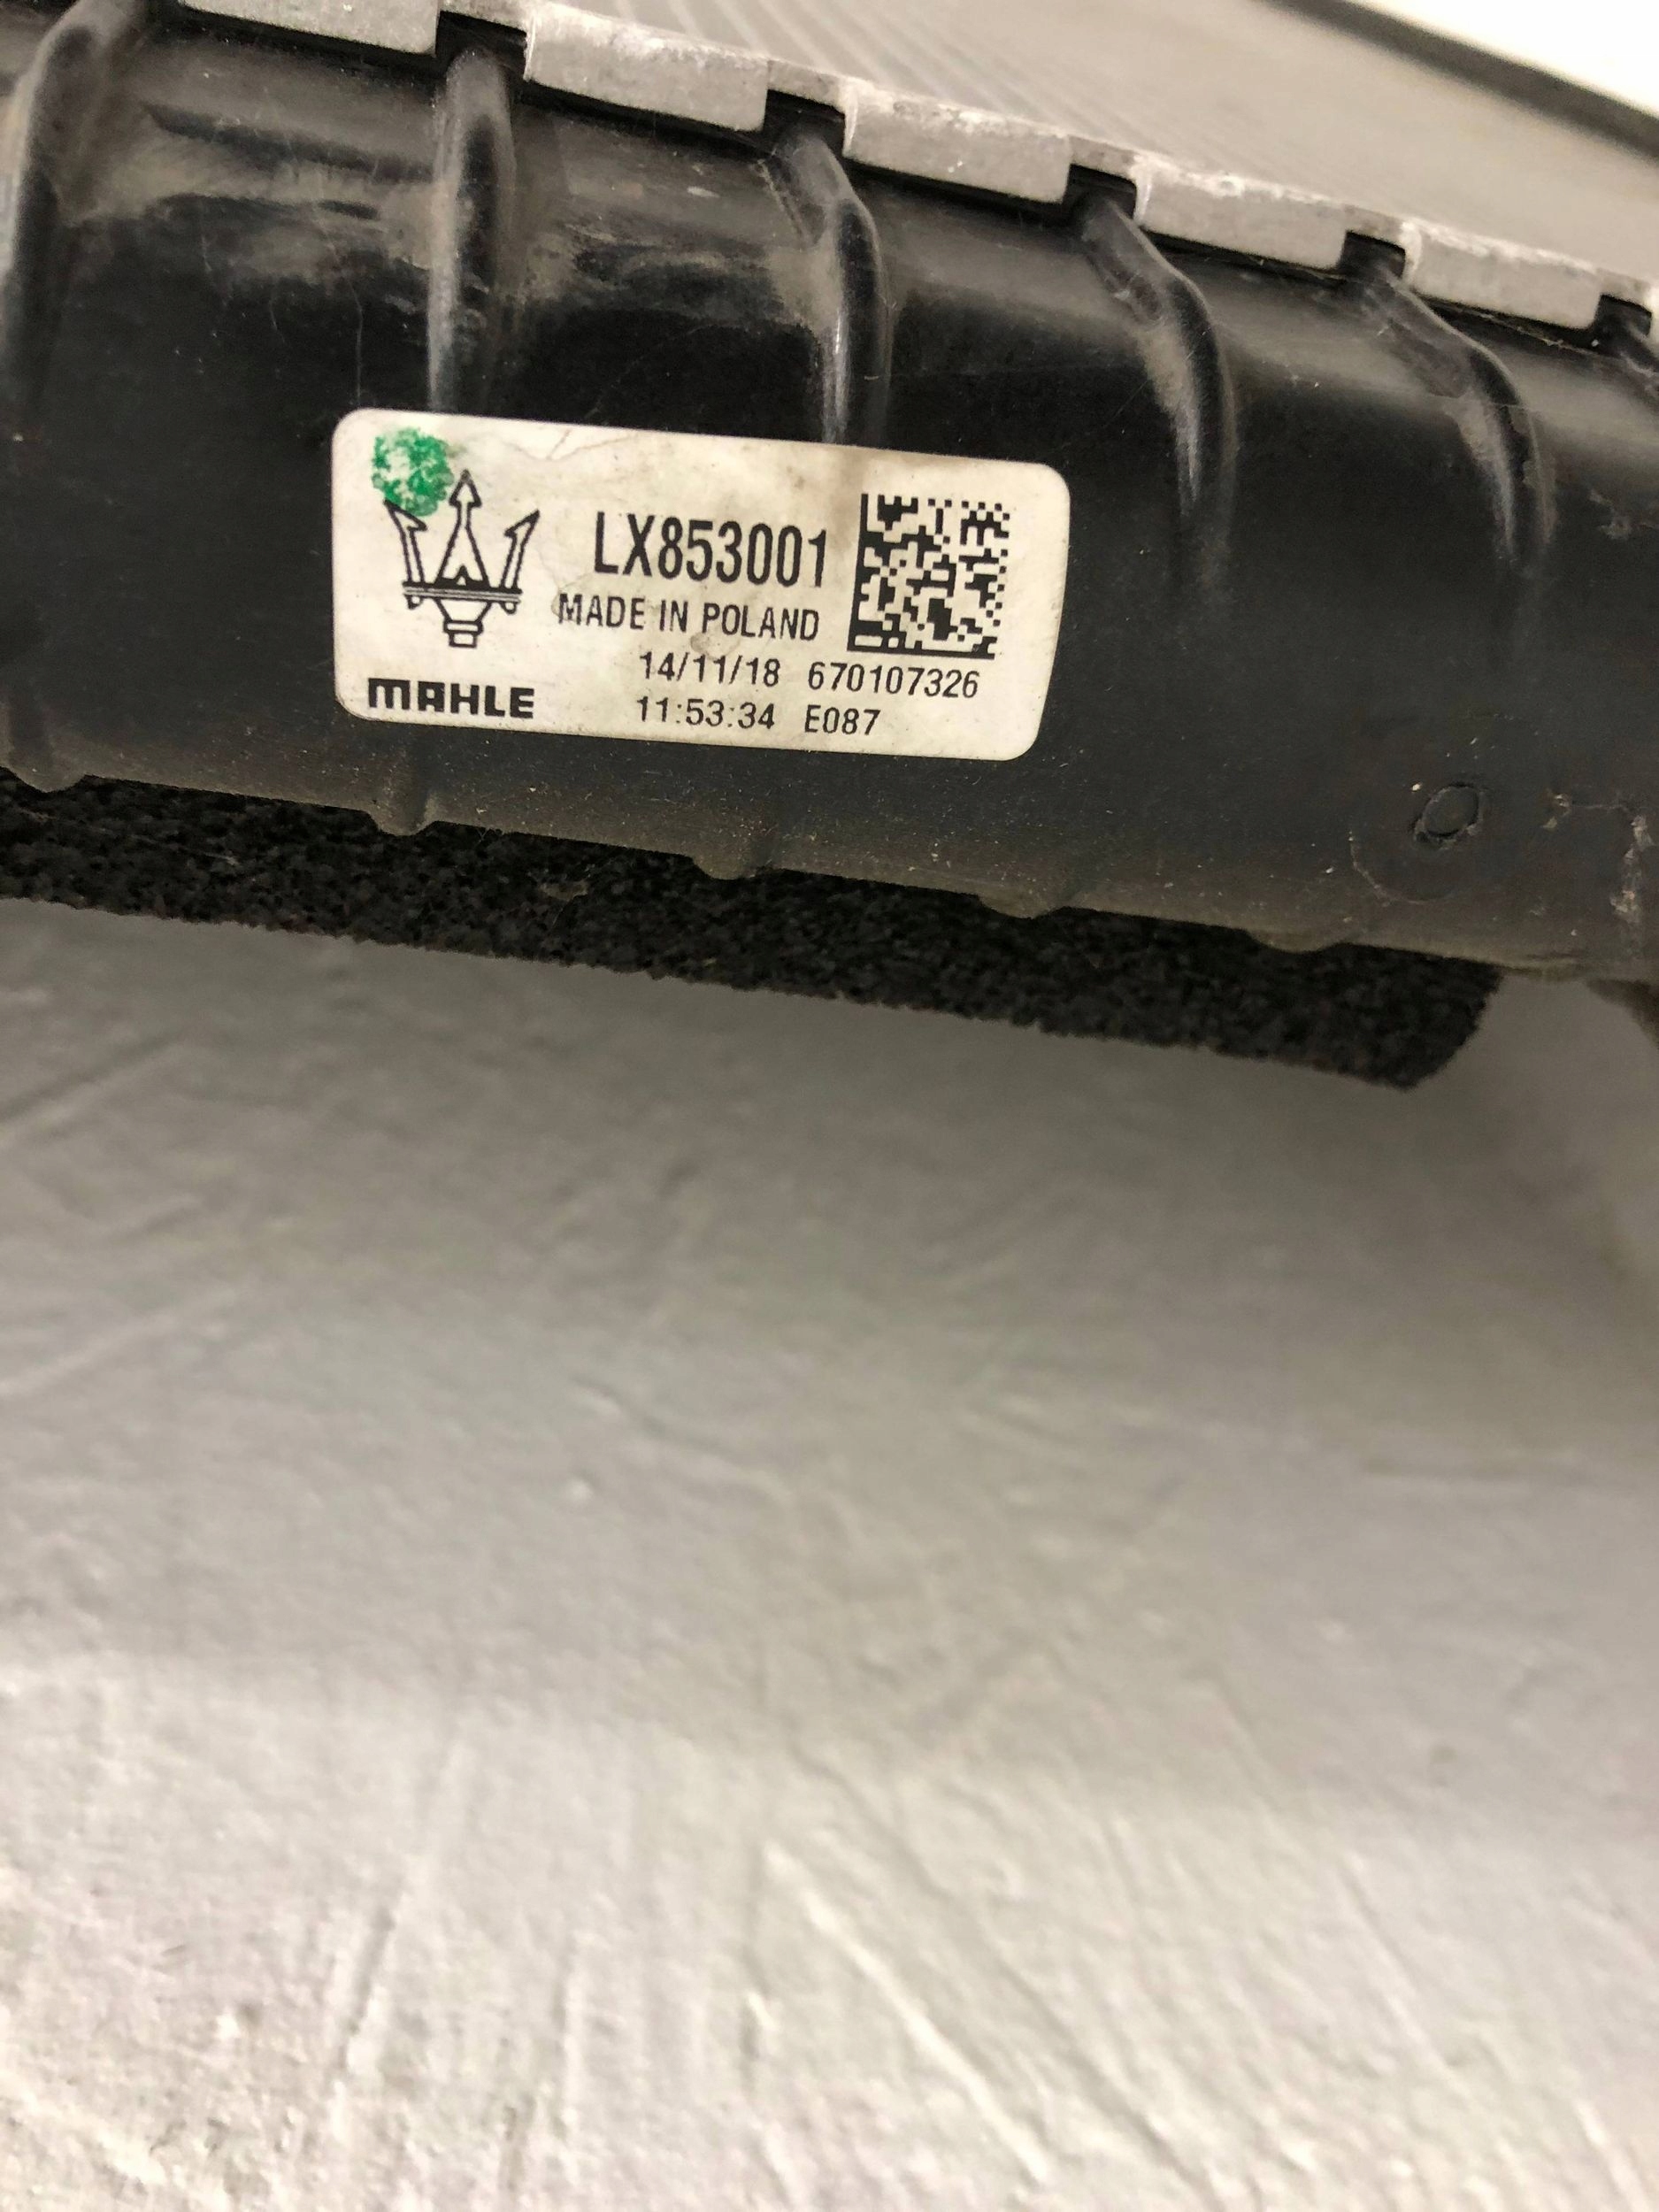 LX853001
MADE IN POLAND
14/11/18 670107326
MAHLE 11:53:34 E087